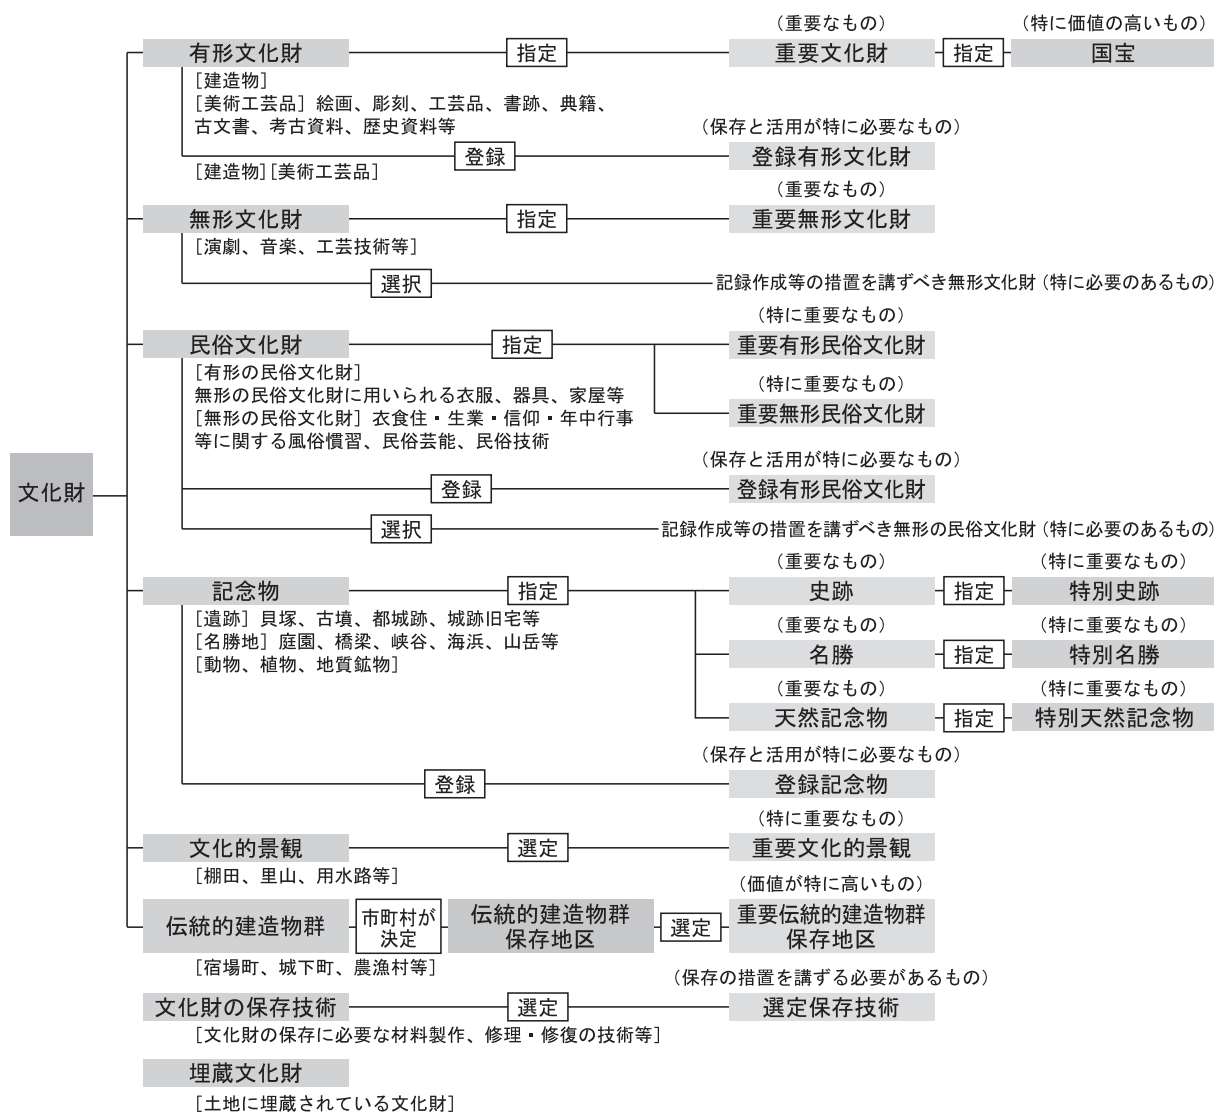 文化財
(重要なもの)
(特に価値の高いもの)
有形文化財
指定
重要文化財
指定
国宝
[建造物]
[美術工芸品] 絵画、彫刻、工芸品、書跡、典籍、
古文書、考古資料、歴史資料等
(保存と活用が特に必要なもの)
登録
登録有形文化財
[建造物][美術工芸品]
(重要なもの)
無形文化財
指定
重要無形文化財
[演劇、音楽、工芸技術等]
選択
記録作成等の措置を講ずべき無形文化財(特に必要のあるもの)
(特に重要なもの)
民俗文化財
指定
重要有形民俗文化財
[有形の民俗文化財]
無形の民俗文化財に用いられる衣服、器具、家屋等
[無形の民俗文化財] 衣食住・生業・信仰・年中行事
等に関する風俗慣習、民俗芸能、民俗技術
(特に重要なもの)
重要無形民俗文化財
(保存と活用が特に必要なもの)
登録
登録有形民俗文化財
選択
記録作成等の措置を講ずべき無形の民俗文化財(特に必要のあるもの)
(重要なもの)
(特に重要なもの)
記念物
指定
史跡
指定
特別史跡
[遺跡] 貝塚、古墳、都城跡、城跡旧宅等
[名勝地] 庭園、橋梁、峡谷、海浜、山岳等
[動物、植物、地質鉱物]
(重要なもの)
(特に重要なもの)
名勝
指定
特別名勝
(重要なもの)
(特に重要なもの)
天然記念物
指定
特別天然記念物
(保存と活用が特に必要なもの)
登録
登録記念物
(特に重要なもの)
文化的景観
選定
重要文化的景観
[棚田、里山、用水路等]
(価値が特に高いもの)
伝統的建造物群
市町村が
決定
伝統的建造物群
保存地区
選定
重要伝統的建造物群
保存地区
[宿場町、城下町、農漁村等]
(保存の措置を講ずる必要があるもの)
文化財の保存技術
選定
選定保存技術
[文化財の保存に必要な材料製作、修理・修復の技術等]
埋蔵文化財
[土地に埋蔵されている文化財]